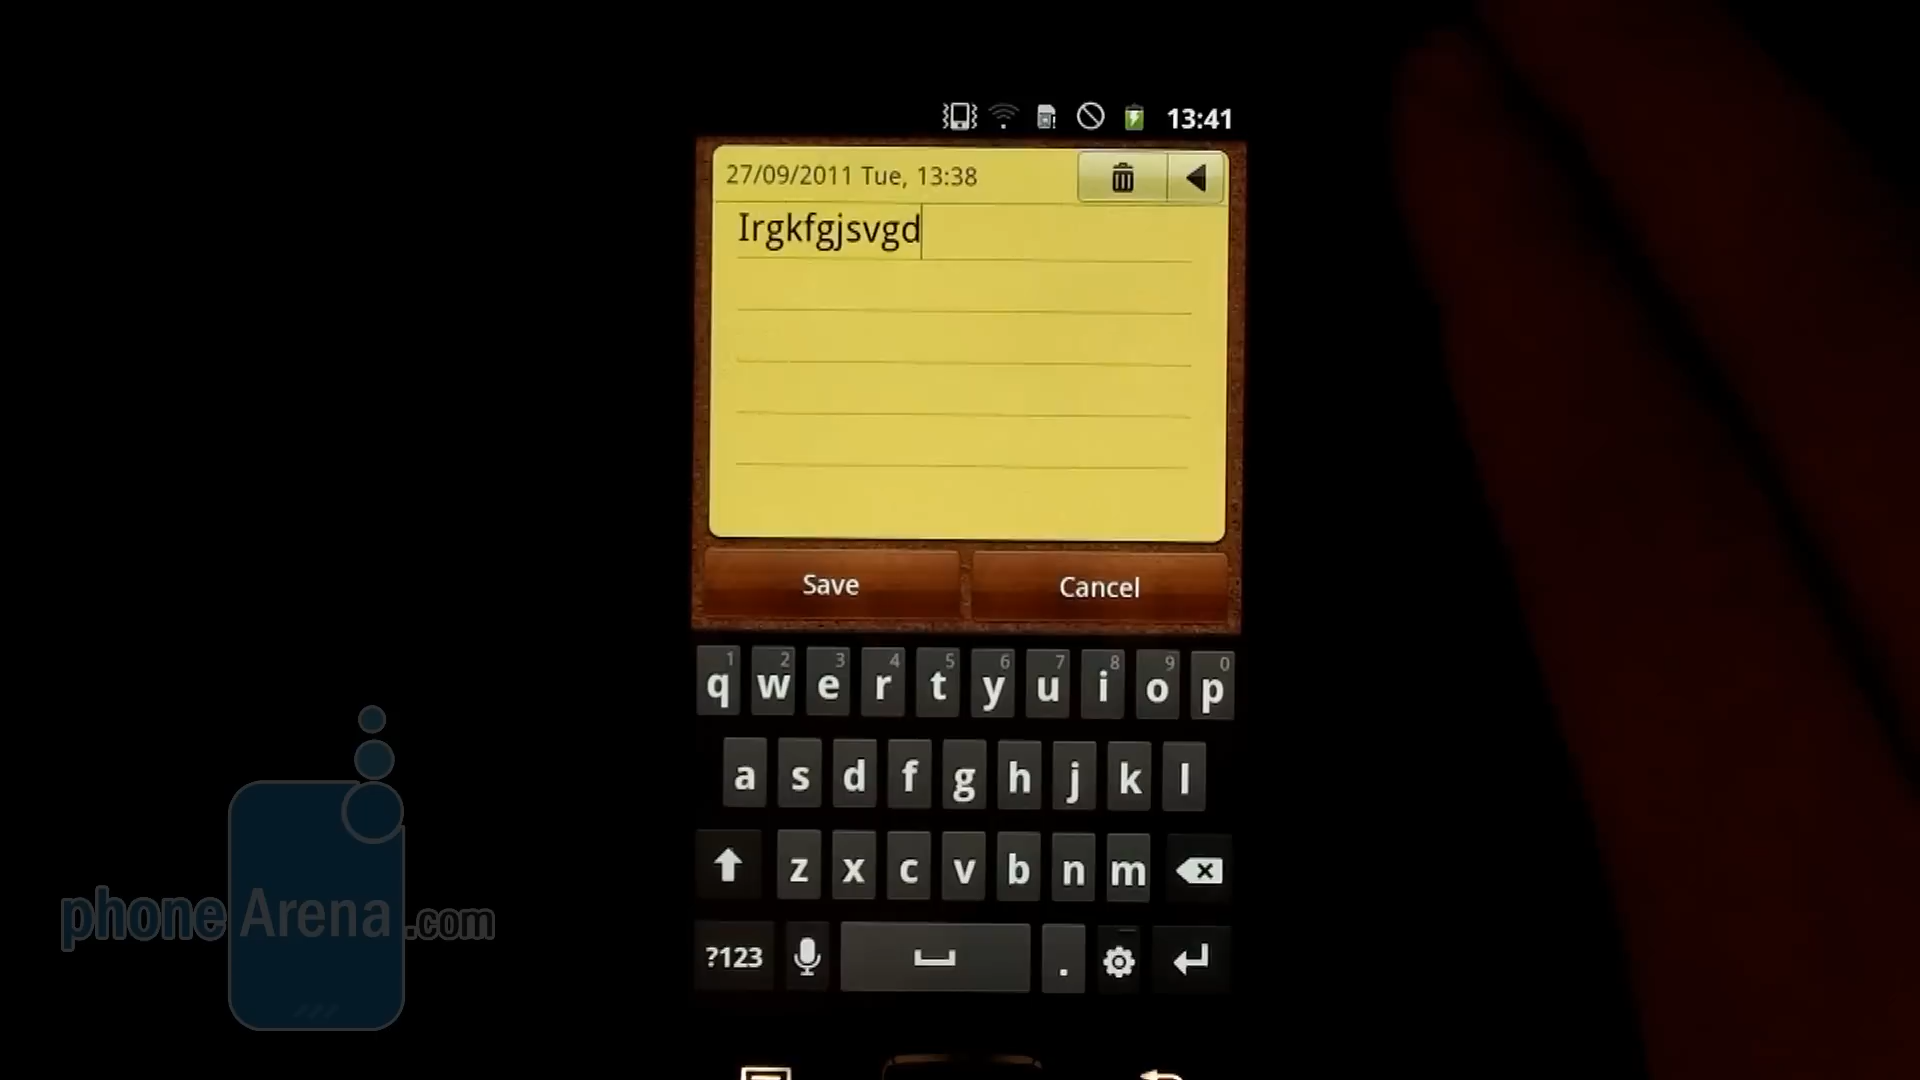 13:41
27/09/2011 Tue, 13:38
Irgkfgjsvgd
Save Cancel
1 2 3 4 5 6 7 8 9 0
q w e r t y u i o p
a s d f g h j k l
z x c v b n m
?123 .
phoneArena.com